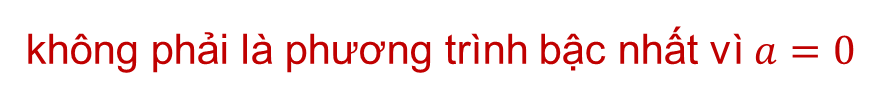 không phải là phương trình bậc nhất vì 𝑎 = 0